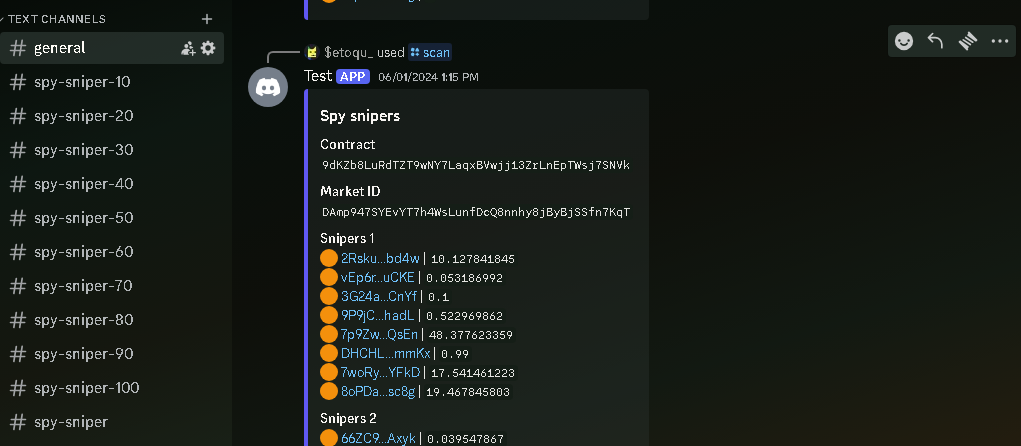 TEXT CHANNELS
general
spy-sniper-10
spy-sniper-20
spy-sniper-30
spy-sniper-40
spy-sniper-50
spy-sniper-60
spy-sniper-70
spy-sniper-80
spy-sniper-90
spy-sniper-100
spy-sniper
$etoqu_ used scan
Test APP 06/01/2024 1:15 PM
Spy snipers
Contract
9dKZb8LuRdTZT9wNY7LaqxBVwjj13ZrLnEpTWsj7SNVk
Market ID
DAmp947SYEvYT7h4WsLunfDcQ8nnhy8jByBjSSfn7KqT
Snipers 1
2Rsku...bd4w | 10.127841845
vEp6r...uCKE | 0.053186992
3G24a...CnYf | 0.1
9P9jC...hadL | 0.522969862
7p9Zw...QsEn | 48.377623359
DHCHL...mmKx | 0.99
7woRy...YFkD | 17.541461223
8oPDa...sc8g | 19.467845803
Snipers 2
66ZC9...Axyk | 0.039547867